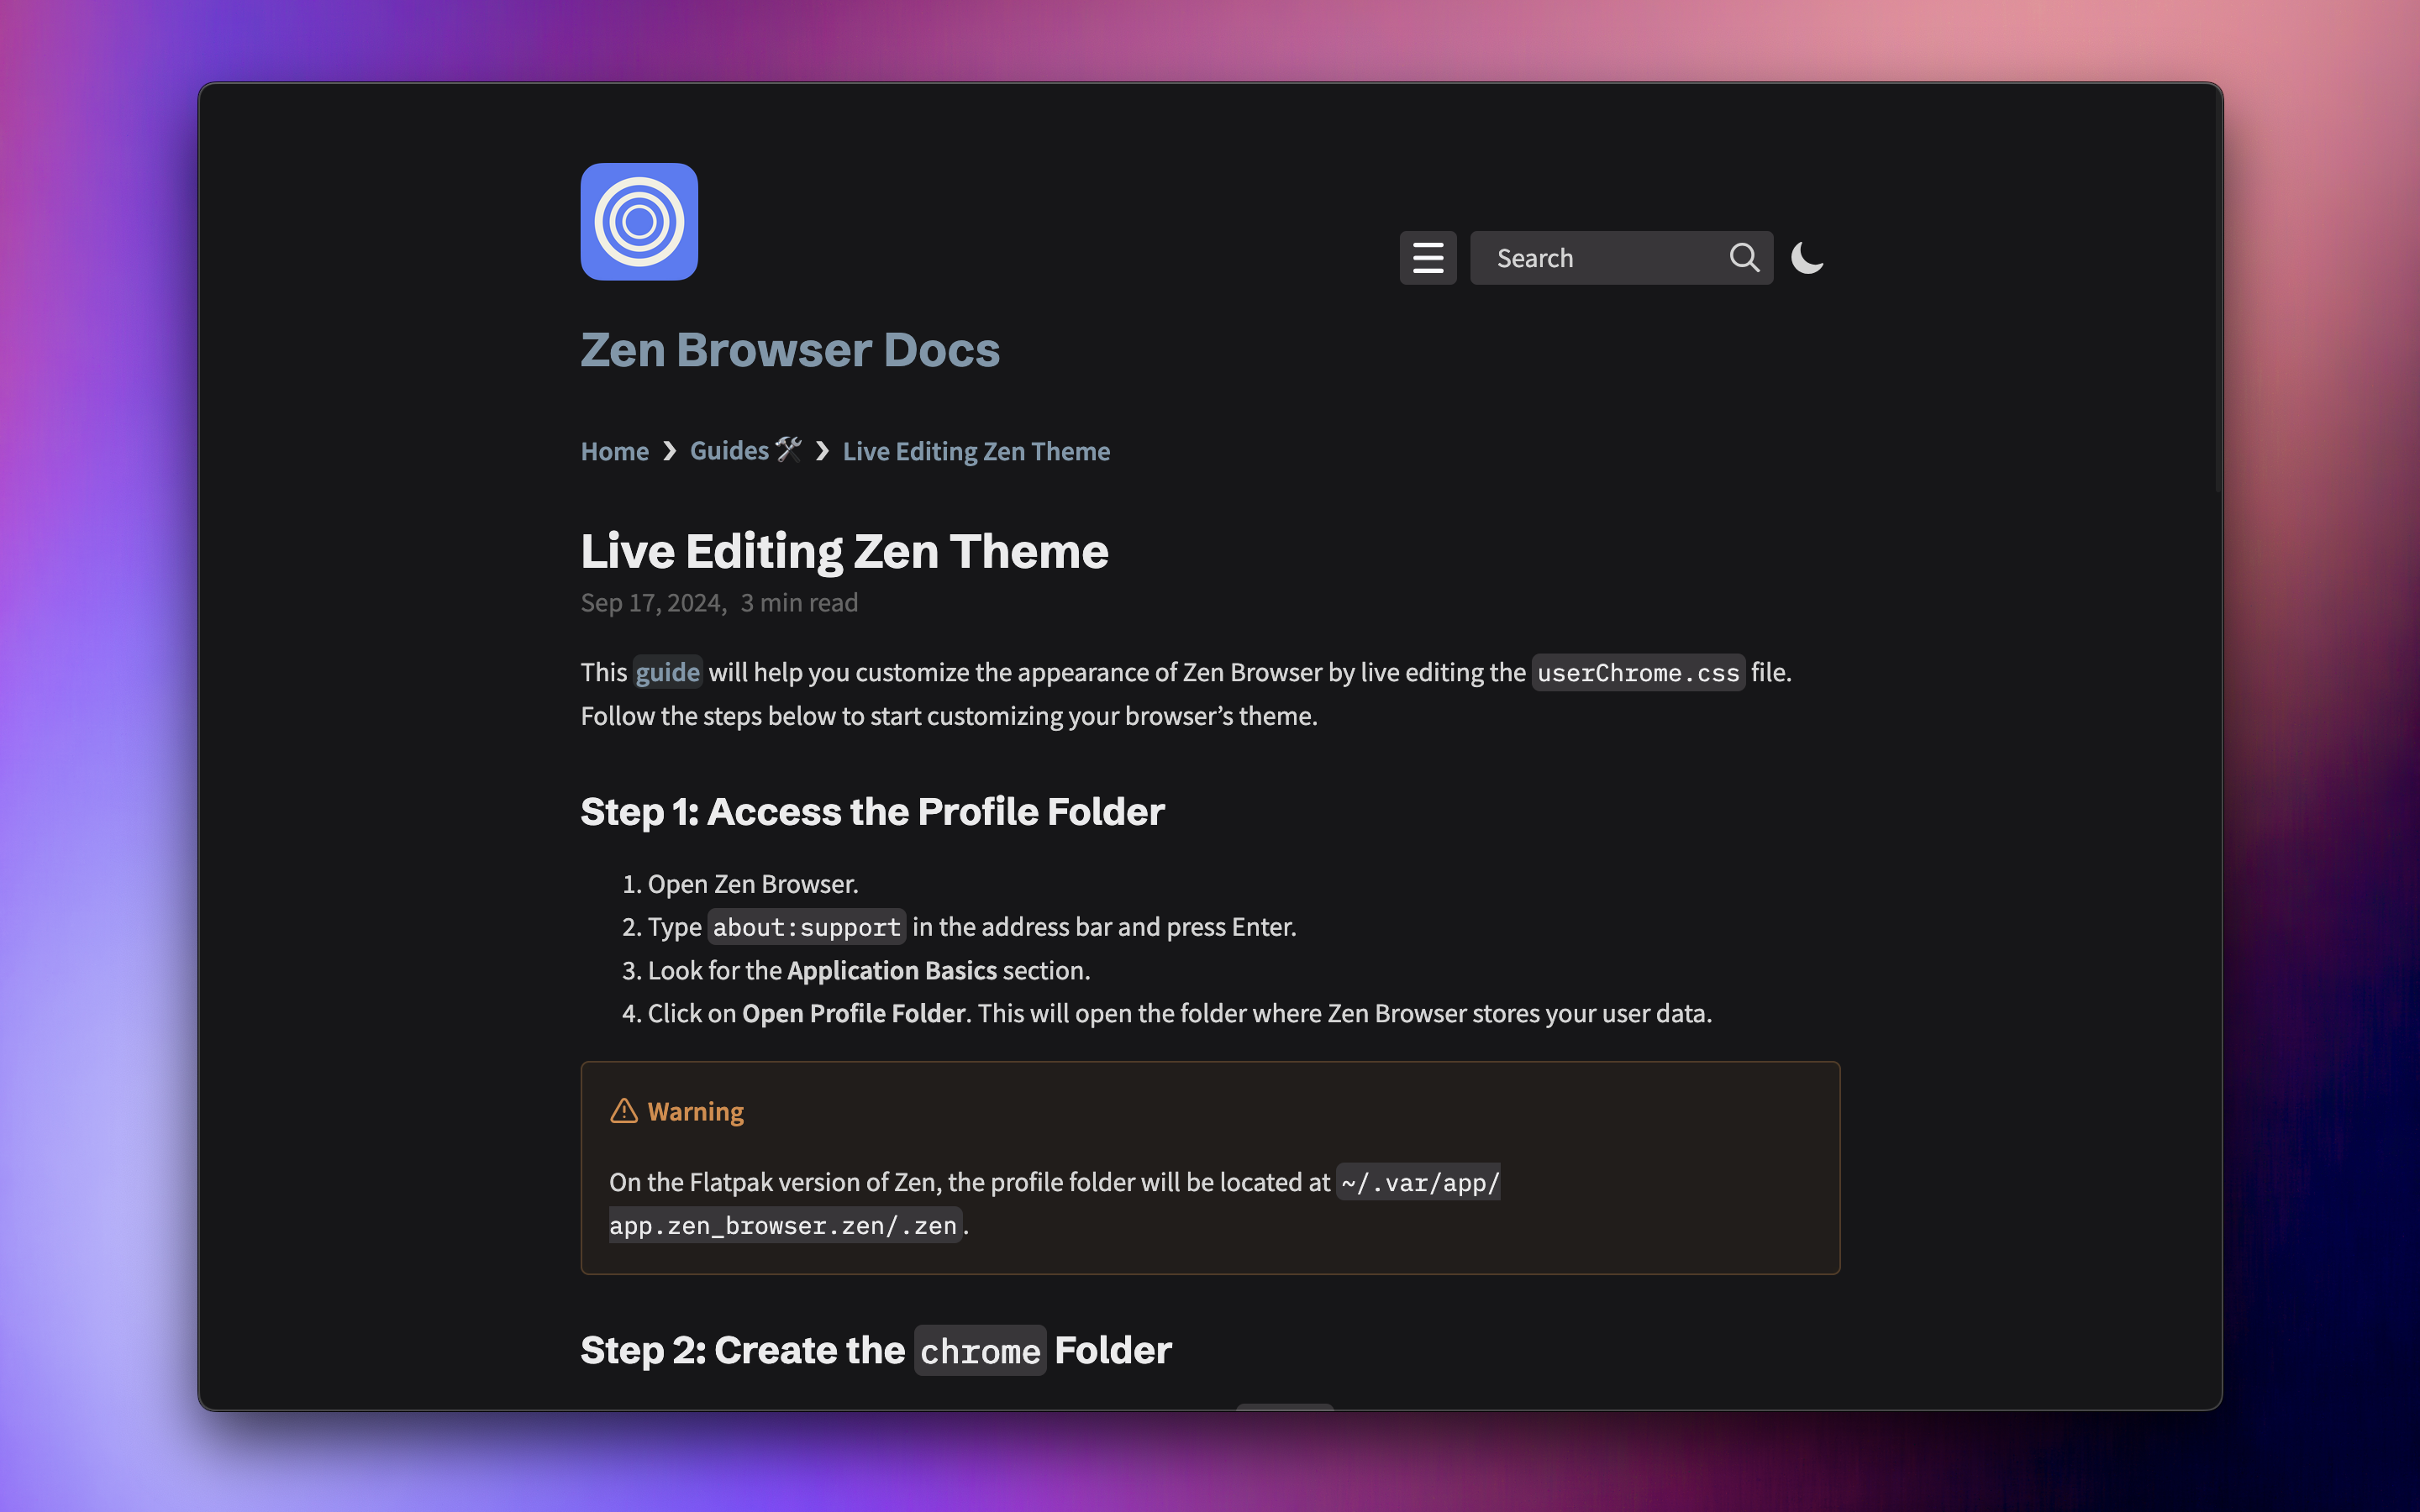 Search
Zen Browser Docs
Home ❯ Guides 🛠 ❯ Live Editing Zen Theme
Live Editing Zen Theme
Sep 17, 2024, 3 min read
This guide will help you customize the appearance of Zen Browser by live editing the userChrome.css file.
Follow the steps below to start customizing your browser’s theme.
Step 1: Access the Profile Folder
1. Open Zen Browser.
2. Type about:support in the address bar and press Enter.
3. Look for the Application Basics section.
4. Click on Open Profile Folder. This will open the folder where Zen Browser stores your user data.
Warning
On the Flatpak version of Zen, the profile folder will be located at ~/.var/app/
app.zen_browser.zen/.zen.
Step 2: Create the chrome Folder